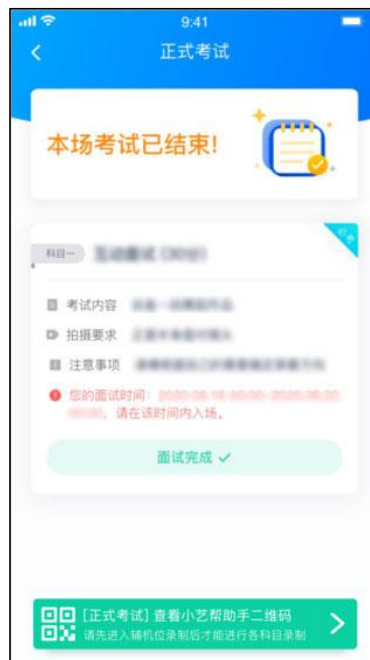 9:41
正式考试
本场考试已结束!
必考
科目一
考试内容
拍摄要求
注意事项
您的面试时间:
请在该时间内入场。
面试完成
[正式考试] 查看小艺帮助手二维码
请先进入辅机位录制后才能进行各科目录制